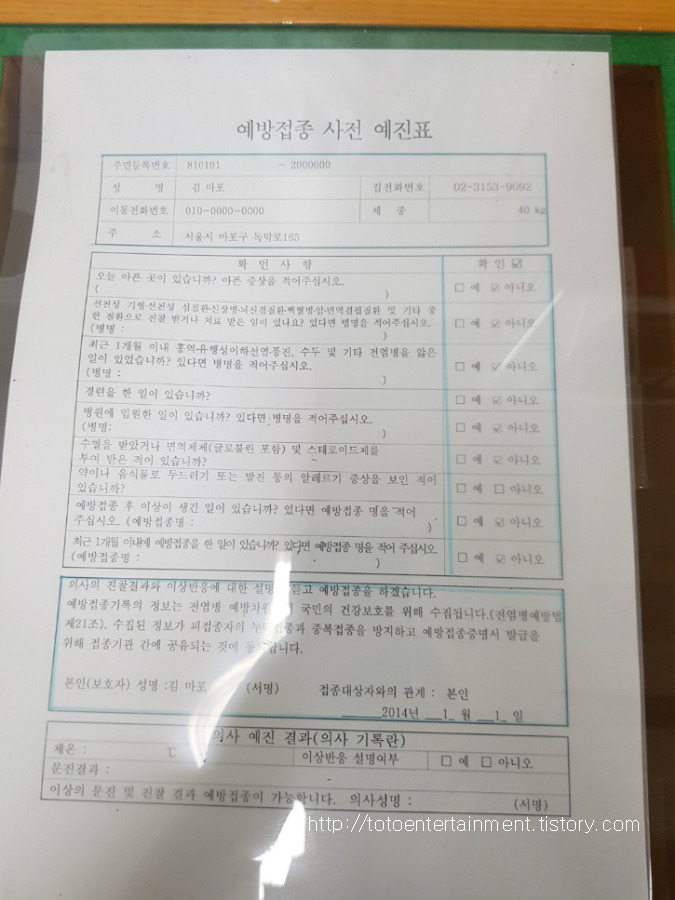 예방접종 사전 예진표
주민등록번호 810101 - 2000000
성 명 김 마포 집전화번호 02-3153-9092
이동전화번호 010-0000-0000 체 중 40 kg
주 소 서울시 마포구 독막로165
확 인 사 항 확 인 ☑
오늘 아픈 곳이 있습니까? 아픈 증상을 적어주십시오.
( ) □ 예 ☑ 아니오
선천성 기형·선천성 심질환·신장병·뇌신경질환·백혈병·암·면역결핍질환 및 기타 중
한 질환으로 진찰 받거나 치료 받은 일이 있나요? 있다면 병명을 적어주십시오.
(병명 : ) □ 예 ☑ 아니오
최근 1개월 이내 홍역·유행성이하선염·풍진, 수두 및 기타 전염병을 앓은
일이 있었습니까? 있다면 병명을 적어주십시오.
(병명 : ) □ 예 ☑ 아니오
경련을 한 일이 있습니까? □ 예 ☑ 아니오
병원에 입원한 일이 있습니까? 있다면 병명을 적어주십시오.
(병명: ) □ 예 ☑ 아니오
수혈을 받았거나 면역제제(글로불린 포함) 및 스테로이드제를
투여 받은 적이 있습니까? □ 예 ☑ 아니오
약이나 음식물로 두드러기 또는 발진 등의 알레르기 증상을 보인 적이
있습니까? □ 예 □ 아니오
예방접종 후 이상이 생긴 일이 있습니까? 있다면 예방접종 명을 적어
주십시오. (예방접종명 : ) □ 예 ☑ 아니오
최근 1개월 이내에 예방접종을 한 일이 있습니까? 있다면 예방접종 명을 적어 주십시오
(예방접종명 : ) □ 예 ☑ 아니오
의사의 진찰결과와 이상반응에 대한 듣고 예방접종을 하겠습니다.
예방접종기록의 정보는 전염병 국민의 건강보호를 위해 수집됩니다.(전염병예방법
제21조). 수집된 정보가 피접종자의 중복접종을 방지하고 예방접종증명서 발급을
위해 접종기관 간에 공유되는 것에
본인(보호자) 성명 :김 마포 (서명) 접종대상자와의 관계 : 본인
2014년 1 월 1 일
의사 예진 결과(의사 기록란)
체온 : ℃ 이상반응 설명여부 □ 예 □ 아니오
문진결과 :
이상의 문진 및 진찰 결과 예방접종이 가능합니다. 의사성명 : (서명)
http://totoentertainment.tistory.com